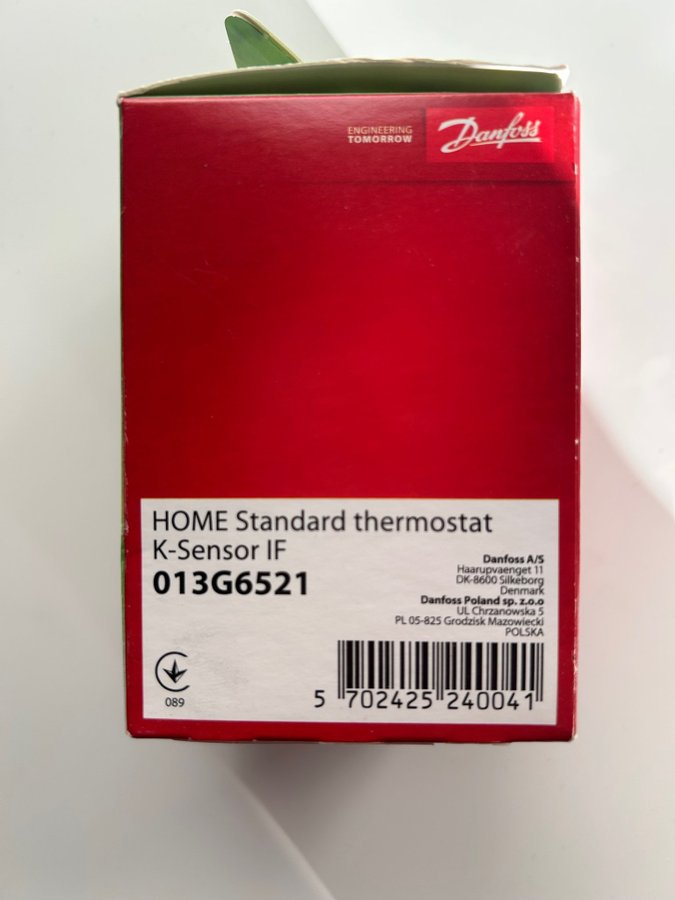 ENGINEERING
TOMORROW
Danfoss
HOME Standard thermostat
K-Sensor IF
013G6521
Danfoss A/S
Haarupvaenget 11
DK-8600 Silkeborg
Denmark
Danfoss Poland sp. z.o.o
UL Chrzanowska 5
PL 05-825 Grodzisk Mazowiecki
POLSKA
089
5 702425 240041